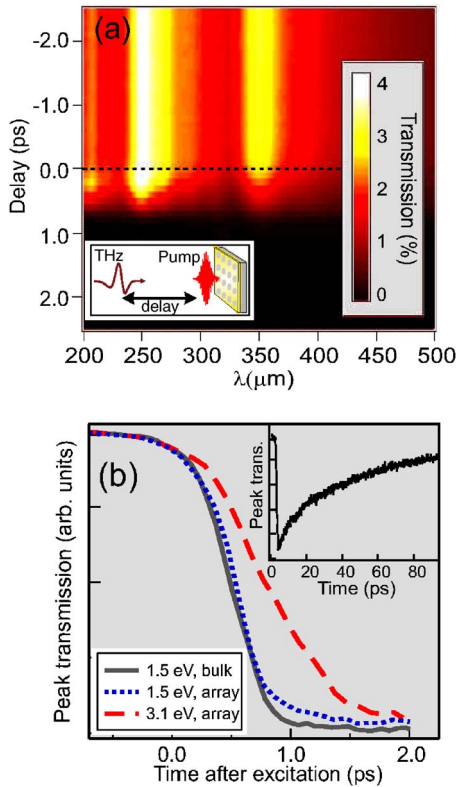 (a)
-2.5
-1.0
0.0
1.0
2.0
Delay (ps)
4
3
2
1
0
Transmission (%)
THz
Pump
delay
200 250 300 350 400 450 500
λ(μm)
(b)
Peak transmission (arb. units)
Peak trans.
0 20 40 60 80
Time (ps)
1.5 eV, bulk
1.5 eV, array
3.1 eV, array
0.0 1.0 2.0
Time after excitation (ps)